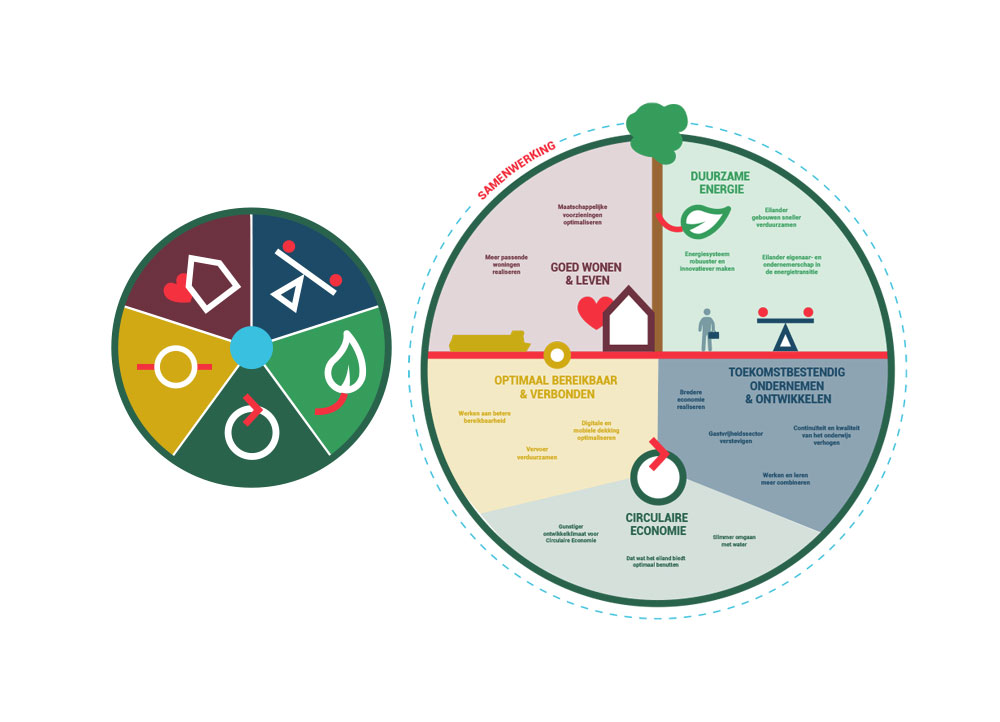 SAMENWERKING
Maatschappelijke
voorzieningen
optimaliseren
Meer passende
woningen
realiseren
GOED WONEN
& LEVEN
DUURZAME
ENERGIE
Eilander
gebouwen sneller
verduurzamen
Energiesysteem
robuuster en
innovatiever maken
Eilander eigenaar- en
ondernemerschap in
de energietransitie
OPTIMAAL BEREIKBAAR
& VERBONDEN
Werken aan betere
bereikbaarheid
Digitale en
mobiele dekking
optimaliseren
Vervoer
verduurzamen
TOEKOMSTBESTENDIG
ONDERNEMEN
& ONTWIKKELEN
Bredere
economie
realiseren
Gastvrijheidssector
verstevigen
Continuïteit en kwaliteit
van het onderwijs
verhogen
Werken en leren
meer combineren
CIRCULAIRE
ECONOMIE
Gunstiger
ontwikkelklimaat voor
Circulaire Economie
Slimmer omgaan
met water
Dat wat het eiland biedt
optimaal benutten